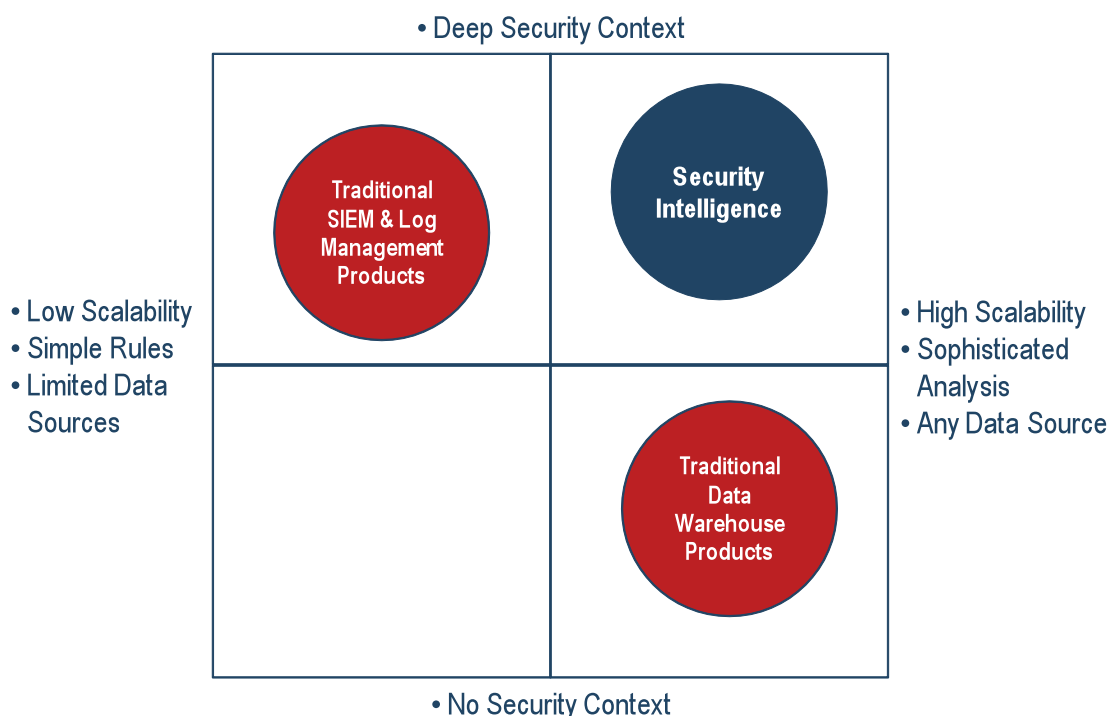 • Deep Security Context
Traditional
SIEM & Log
Management
Products
Security
Intelligence
• Low Scalability
• Simple Rules
• Limited Data
Sources
• High Scalability
• Sophisticated
Analysis
• Any Data Source
Traditional
Data
Warehouse
Products
• No Security Context